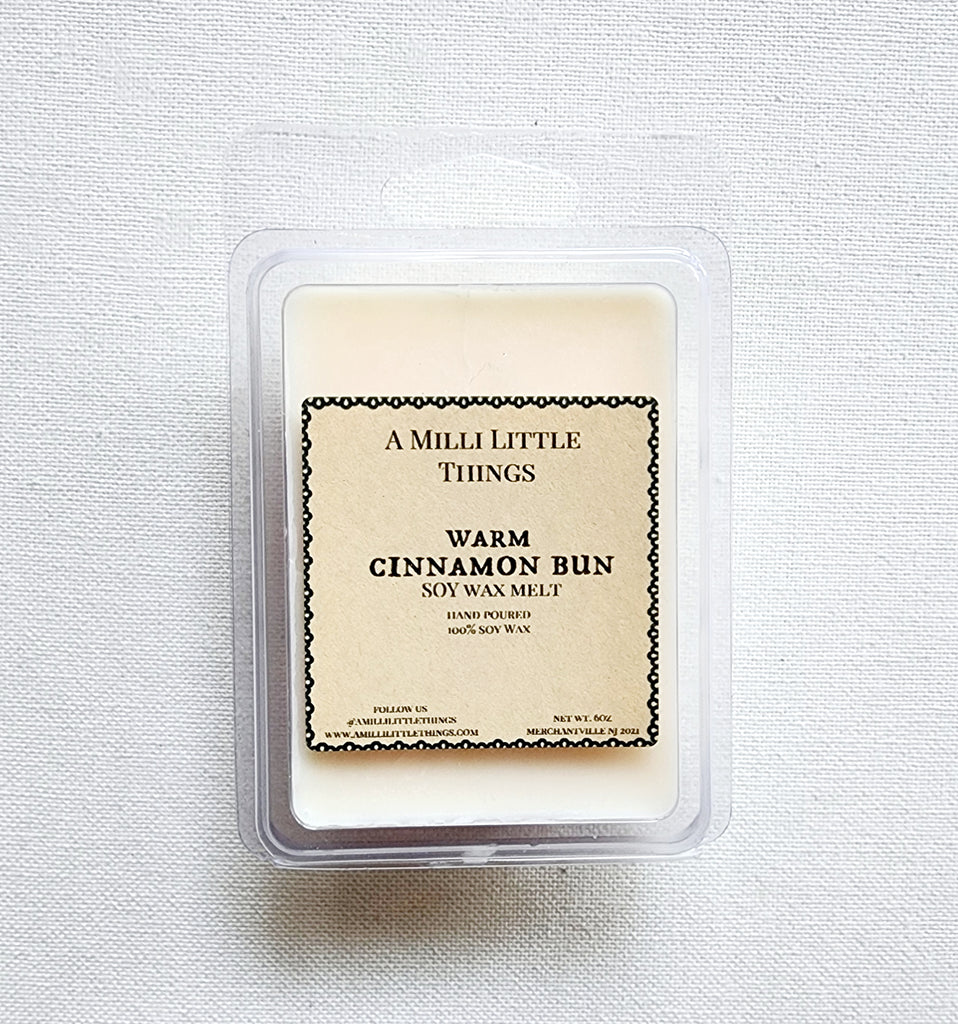 A MILLI LITTLE
THINGS
WARM
CINNAMON BUN
SOY WAX MELT
HAND POURED
100% SOY WAX
FOLLOW US
@AMILLILITTLETHINGS
WWW.AMILLILITTLETHINGS.COM
NET WT. 6OZ
MERCHANTVILLE NJ 2021